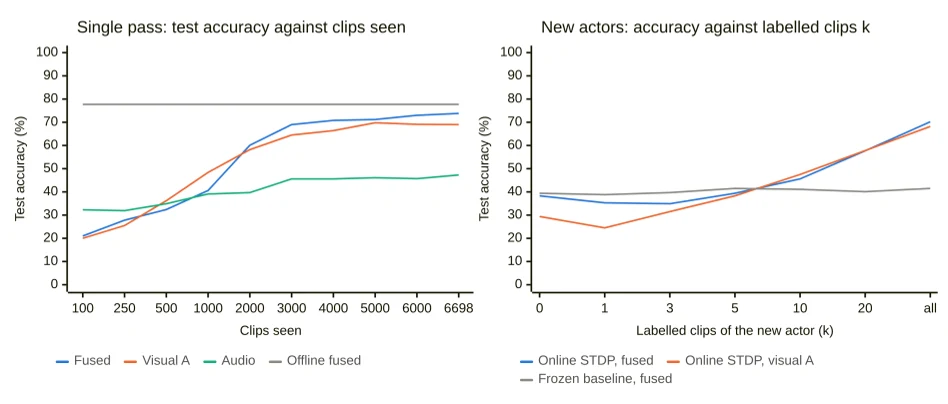 Single pass: test accuracy against clips seen
Test accuracy (%)
100
90
80
70
60
50
40
30
20
10
0
100 250 500 1000 2000 3000 4000 5000 6000 6698
Clips seen
Fused Visual A Audio Offline fused
New actors: accuracy against labelled clips k
Test accuracy (%)
100
90
80
70
60
50
40
30
20
10
0
0 1 3 5 10 20 all
Labelled clips of the new actor (k)
Online STDP, fused Online STDP, visual A
Frozen baseline, fused